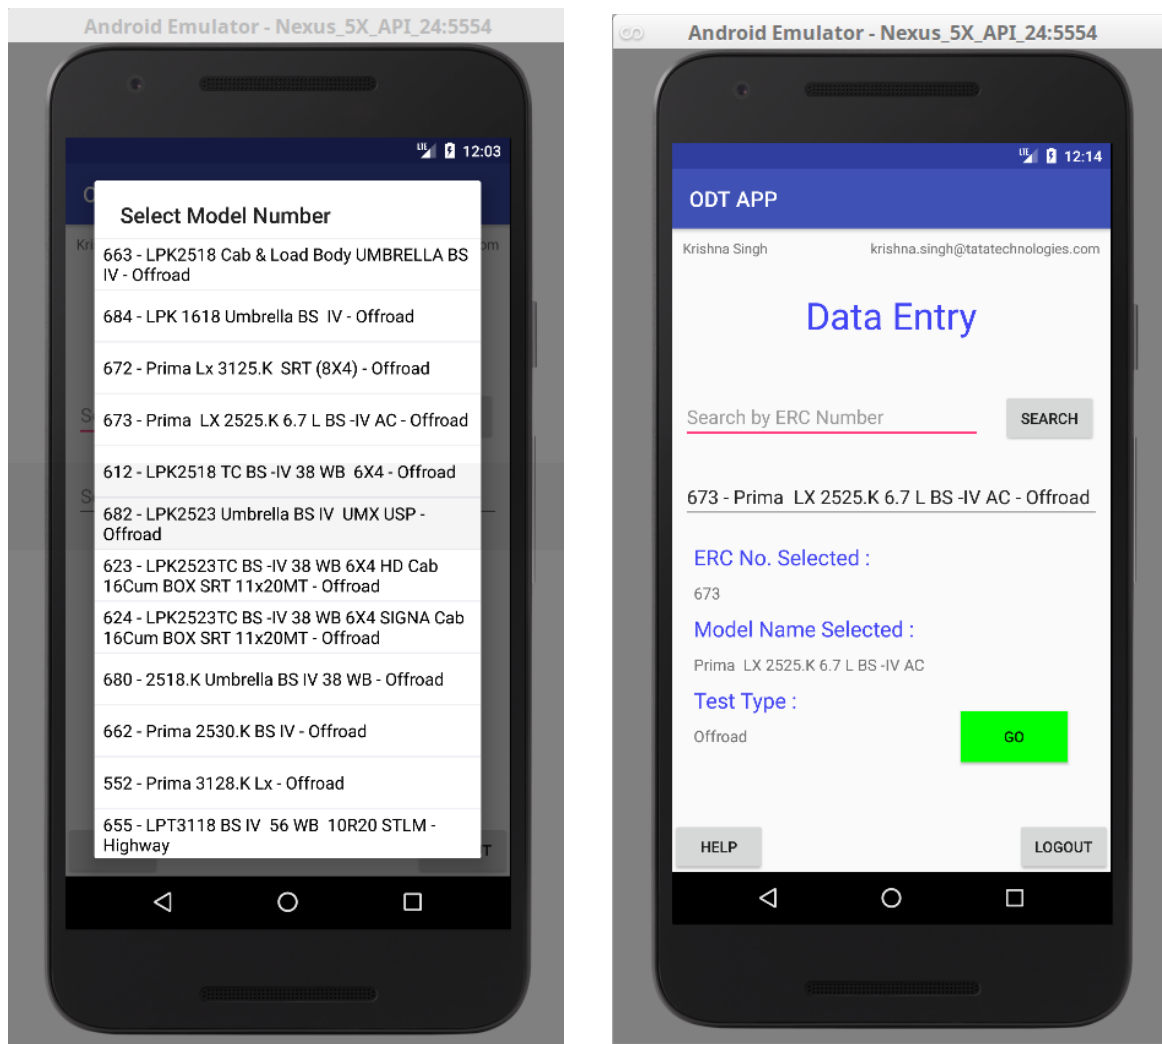 Android Emulator - Nexus_5X_API_24:5554
LTE 12:03
O
Select Model Number
Kri om
663 - LPK2518 Cab & Load Body UMBRELLA BS
IV - Offroad
684 - LPK 1618 Umbrella BS  IV - Offroad
672 - Prima Lx 3125.K  SRT (8X4) - Offroad
673 - Prima  LX 2525.K 6.7 L BS -IV AC - Offroad
S
612 - LPK2518 TC BS -IV 38 WB  6X4 - Offroad
S
682 - LPK2523 Umbrella BS IV  UMX USP -
Offroad
623 - LPK2523TC BS -IV 38 WB 6X4 HD Cab
16Cum BOX SRT 11x20MT - Offroad
624 - LPK2523TC BS -IV 38 WB 6X4 SIGNA Cab
16Cum BOX SRT 11x20MT - Offroad
680 - 2518.K Umbrella BS IV 38 WB - Offroad
662 - Prima 2530.K BS IV - Offroad
552 - Prima 3128.K Lx - Offroad
655 - LPT3118 BS IV  56 WB  10R20 STLM -
Highway
T
Android Emulator - Nexus_5X_API_24:5554
LTE 12:14
ODT APP
Krishna Singh krishna.singh@tatatechnologies.com
Data Entry
Search by ERC Number SEARCH
673 - Prima  LX 2525.K 6.7 L BS -IV AC - Offroad
ERC No. Selected :
673
Model Name Selected :
Prima  LX 2525.K 6.7 L BS -IV AC
Test Type :
Offroad GO
HELP LOGOUT